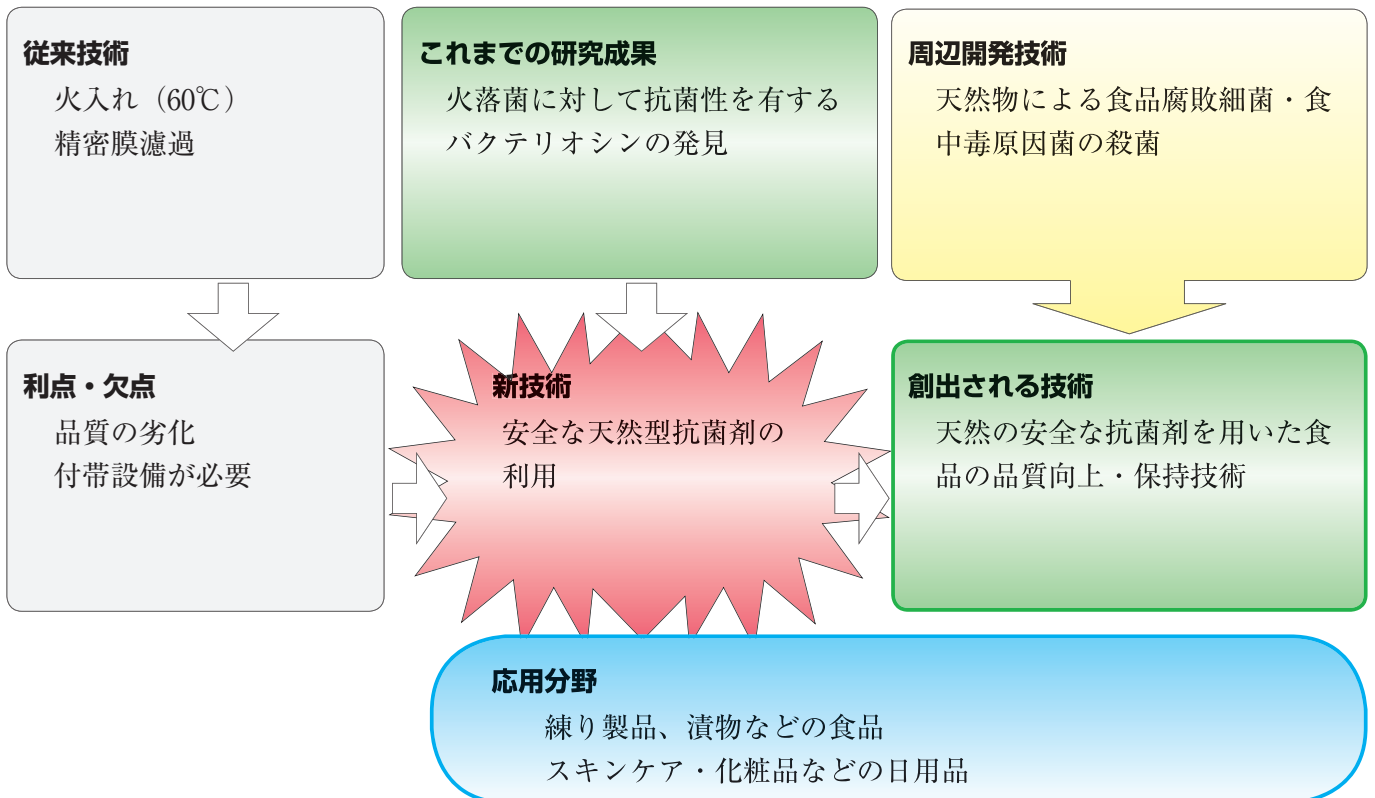 従来技術
火入れ（60℃）
精密膜濾過
これまでの研究成果
火落菌に対して抗菌性を有する
バクテリオシンの発見
周辺開発技術
天然物による食品腐敗細菌・食
中毒原因菌の殺菌
利点・欠点
品質の劣化
付帯設備が必要
新技術
安全な天然型抗菌剤の
利用
創出される技術
天然の安全な抗菌剤を用いた食
品の品質向上・保持技術
応用分野
練り製品、漬物などの食品
スキンケア・化粧品などの日用品